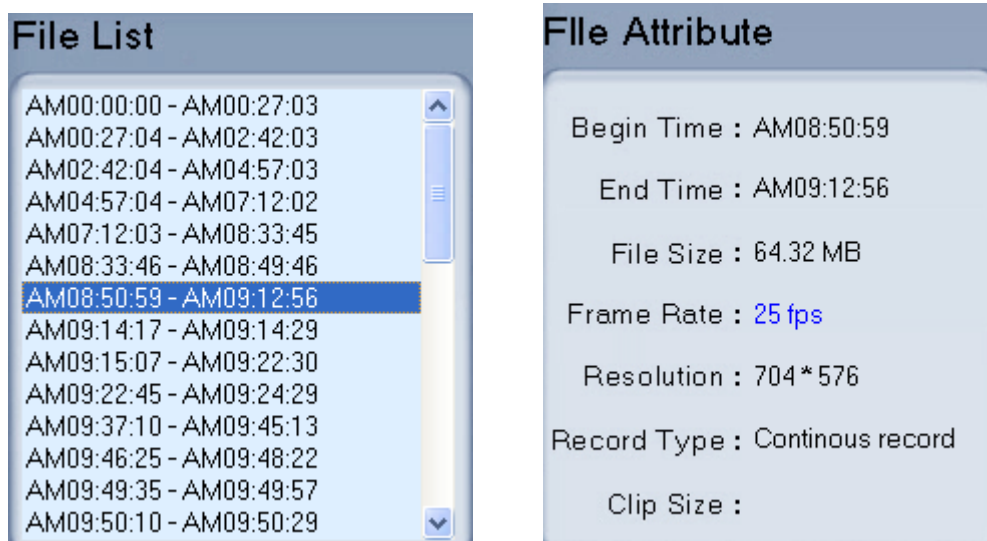 File List
AM00:00:00 - AM00:27:03
AM00:27:04 - AM02:42:03
AM02:42:04 - AM04:57:03
AM04:57:04 - AM07:12:02
AM07:12:03 - AM08:33:45
AM08:33:46 - AM08:49:46
AM08:50:59 - AM09:12:56
AM09:14:17 - AM09:14:29
AM09:15:07 - AM09:22:30
AM09:22:45 - AM09:24:29
AM09:37:10 - AM09:45:13
AM09:46:25 - AM09:48:22
AM09:49:35 - AM09:49:57
AM09:50:10 - AM09:50:29
FIle Attribute
Begin Time : AM08:50:59
End Time : AM09:12:56
File Size : 64.32 MB
Frame Rate : 25 fps
Resolution : 704*576
Record Type : Continous record
Clip Size :